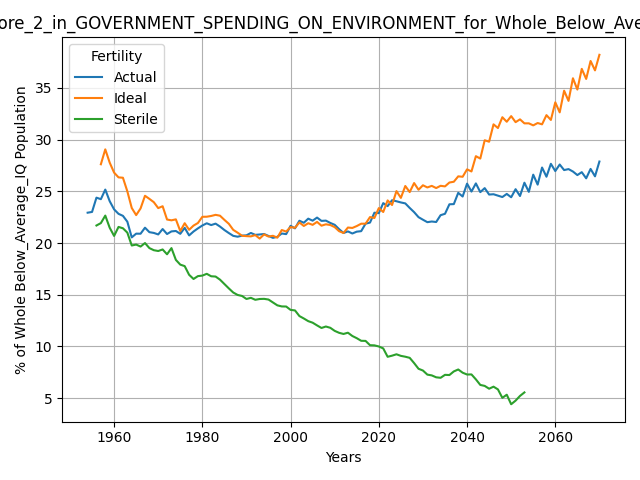 ore_2_in_GOVERNMENT_SPENDING_ON_ENVIRONMENT_for_Whole_Below_Ave
Fertility
Actual
Ideal
Sterile
% of Whole Below_Average_IQ Population
35
30
25
20
15
10
5
1960 1980 2000 2020 2040 2060
Years